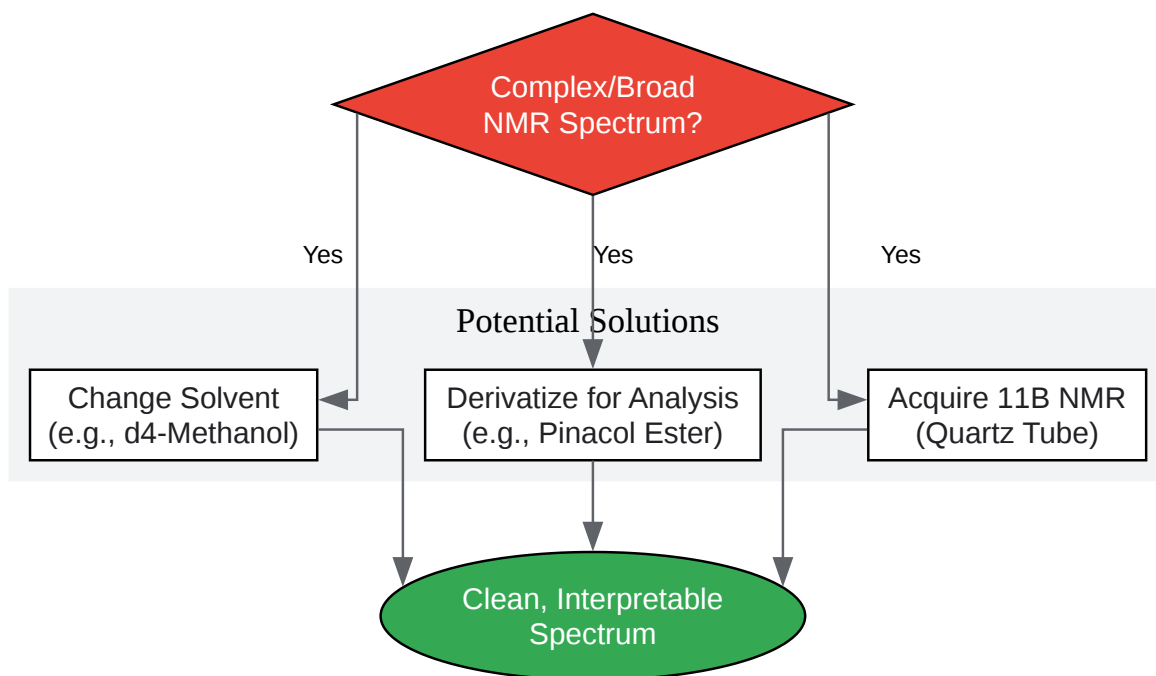 Complex/Broad
NMR Spectrum?
Yes
Yes
Yes
Potential Solutions
Change Solvent
(e.g., d4-Methanol)
Derivatize for Analysis
(e.g., Pinacol Ester)
Acquire 11B NMR
(Quartz Tube)
Clean, Interpretable
Spectrum